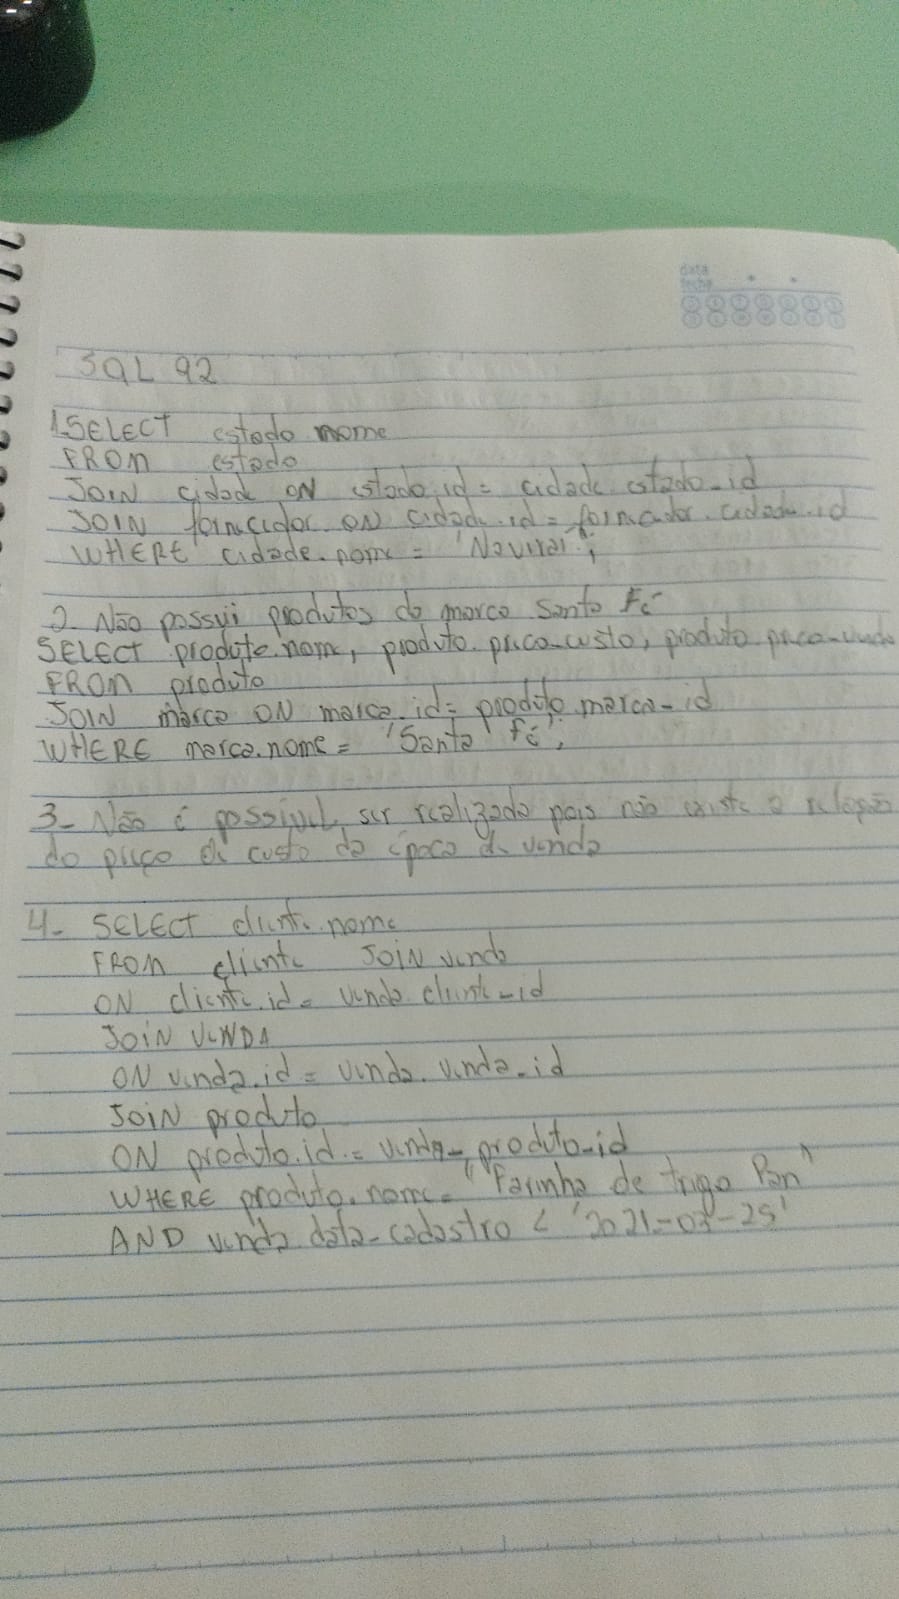 data
fecha
SQL 92
1. SELECT estado nome
FROM estado
JOIN cidade ON estado.id = cidade estado_id
JOIN fornecedor ON cidade.id = fornecedor.cidade_id
WHERE cidade.nome = 'Navirai';
2. Não possui produtos da marca Santa Fé
SELECT produto.nome, produto.preco_custo, produto preco_venda
FROM produto
JOIN marca ON marca.id = produto.marca_id
WHERE marca.nome = 'Santa Fé';
3- Não é possivel ser realizado pois não existe a relação
do preço de custo da época da venda
4- SELECT cliente.nome
FROM cliente JOIN venda
ON cliente.id = venda.cliente_id
JOIN VENDA
ON venda.id = venda.venda_id
JOIN produto
ON produto.id = venda_produto_id
WHERE produto.nome = "Farinha de trigo Pan"
AND venda data_cadastro < '2021-03-25'